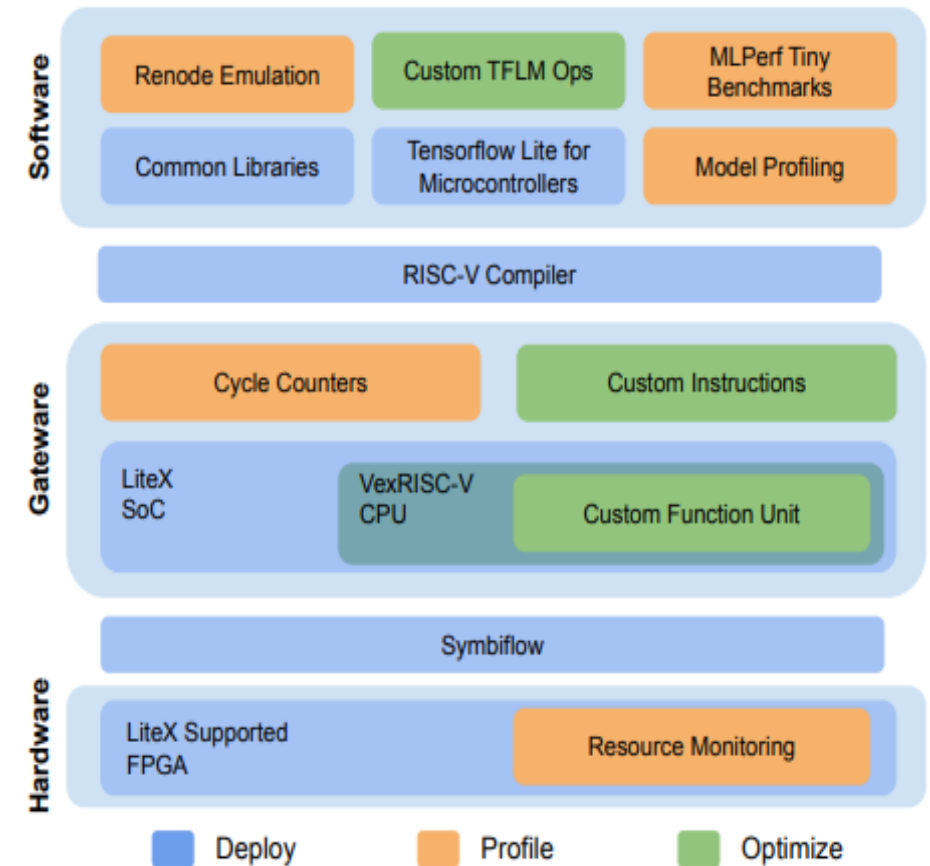 Software
Renode Emulation
Custom TFLM Ops
MLPerf Tiny
Benchmarks
Common Libraries
Tensorflow Lite for
Microcontrollers
Model Profiling
RISC-V Compiler
Gateware
Cycle Counters
Custom Instructions
LiteX
SoC
VexRISC-V
CPU
Custom Function Unit
Symbiflow
Hardware
LiteX Supported
FPGA
Resource Monitoring
Deploy
Profile
Optimize